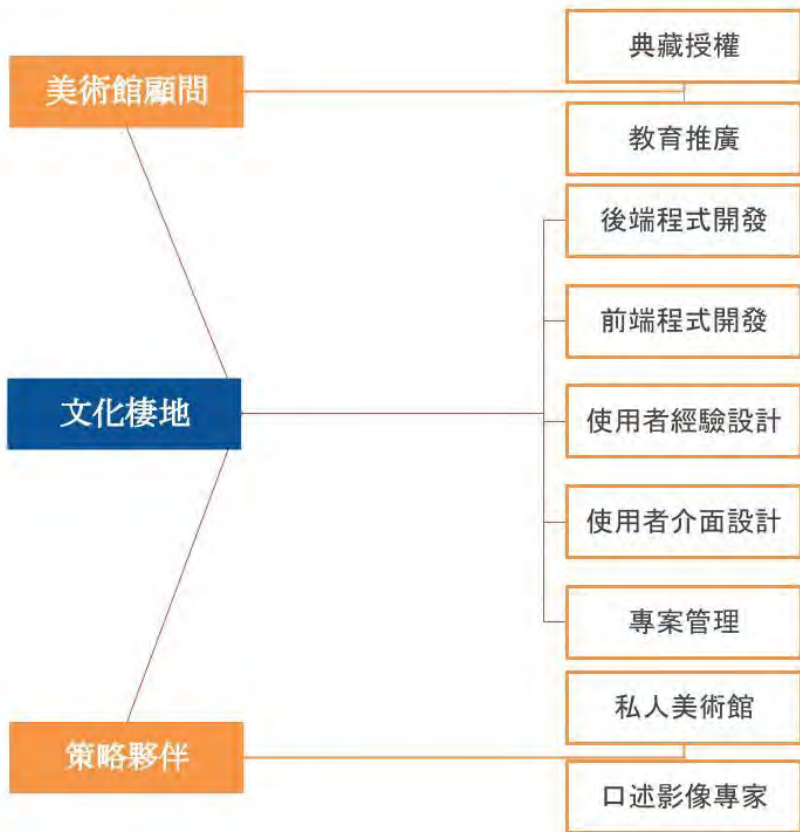 美術館顧問
典藏授權
教育推廣
文化棲地
後端程式開發
前端程式開發
使用者經驗設計
使用者介面設計
專案管理
策略夥伴
私人美術館
口述影像專家